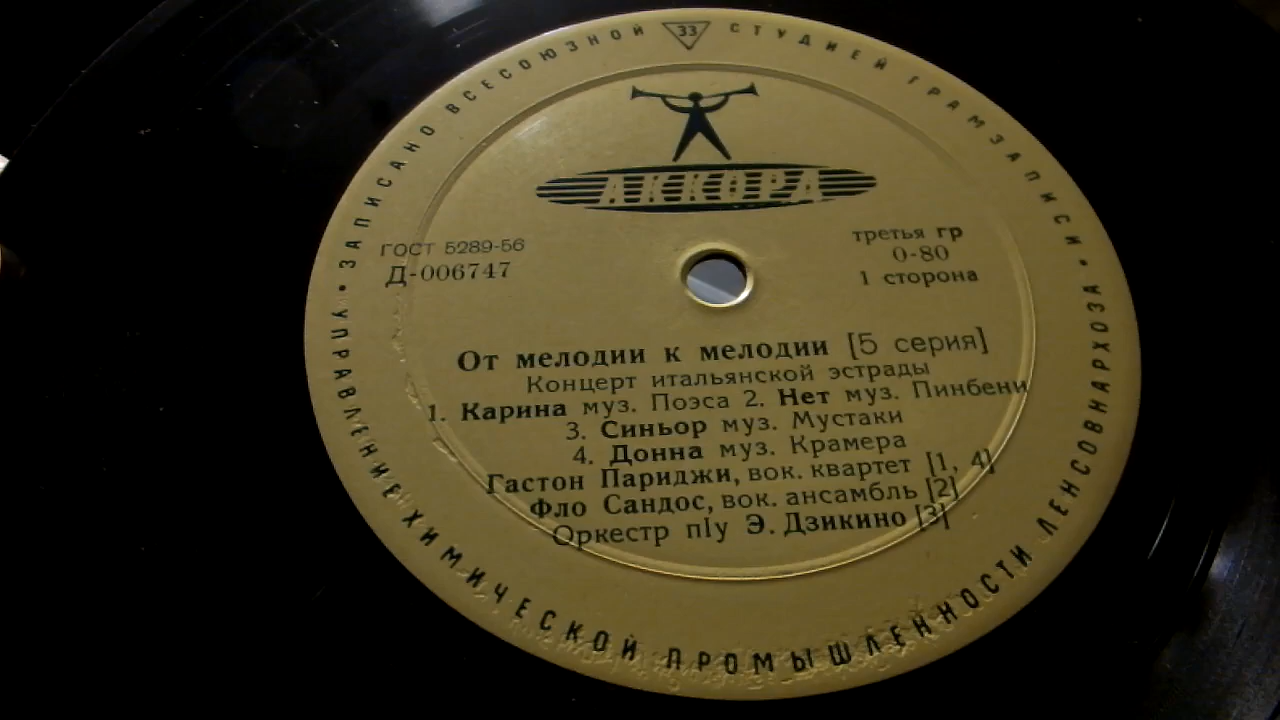 • ЗАПИСАНО ВСЕСОЮЗНОЙ 33 СТУДИЕЙ ГРАМЗАПИСИ •
АККОРД
ГОСТ 5289-56
Д-006747
третья гр
0-80
1 сторона
От мелодии к мелодии [5 серия]
Концерт итальянской эстрады
1. Карина муз. Поэса 2. Нет муз. Пинбени
3. Синьор муз. Мустаки
4. Донна муз. Крамера
Гастон Париджи, вок. квартет [1, 4]
Фло Сандос, вок. ансамбль [2]
Оркестр п/у Э. Дзикино [3]
УПРАВЛЕНИЕ ХИМИЧЕСКОЙ ПРОМЫШЛЕННОСТИ ЛЕНСОВНАРХОЗА